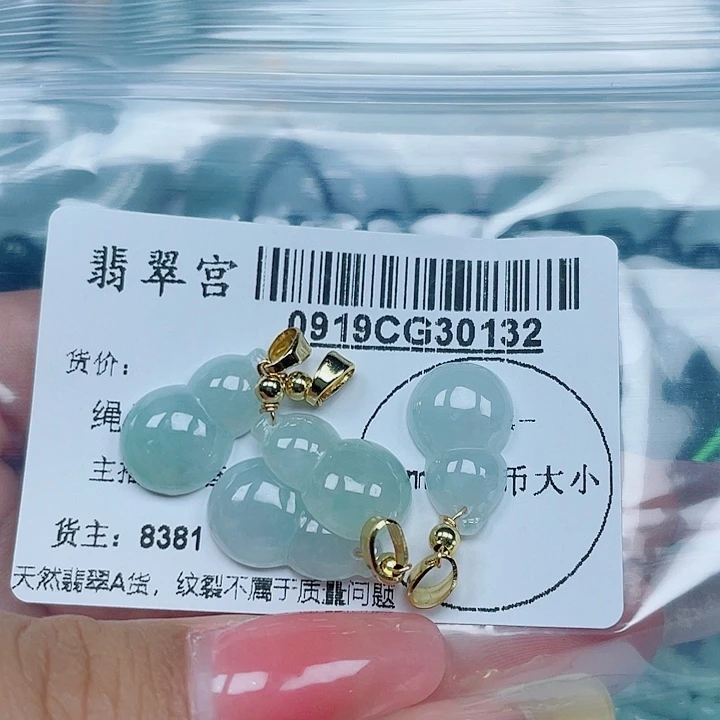 翡翠宫
0919CG30132
货价：
绳
主播
币大小
货主：8381
天然翡翠A货，纹裂不属于质量问题